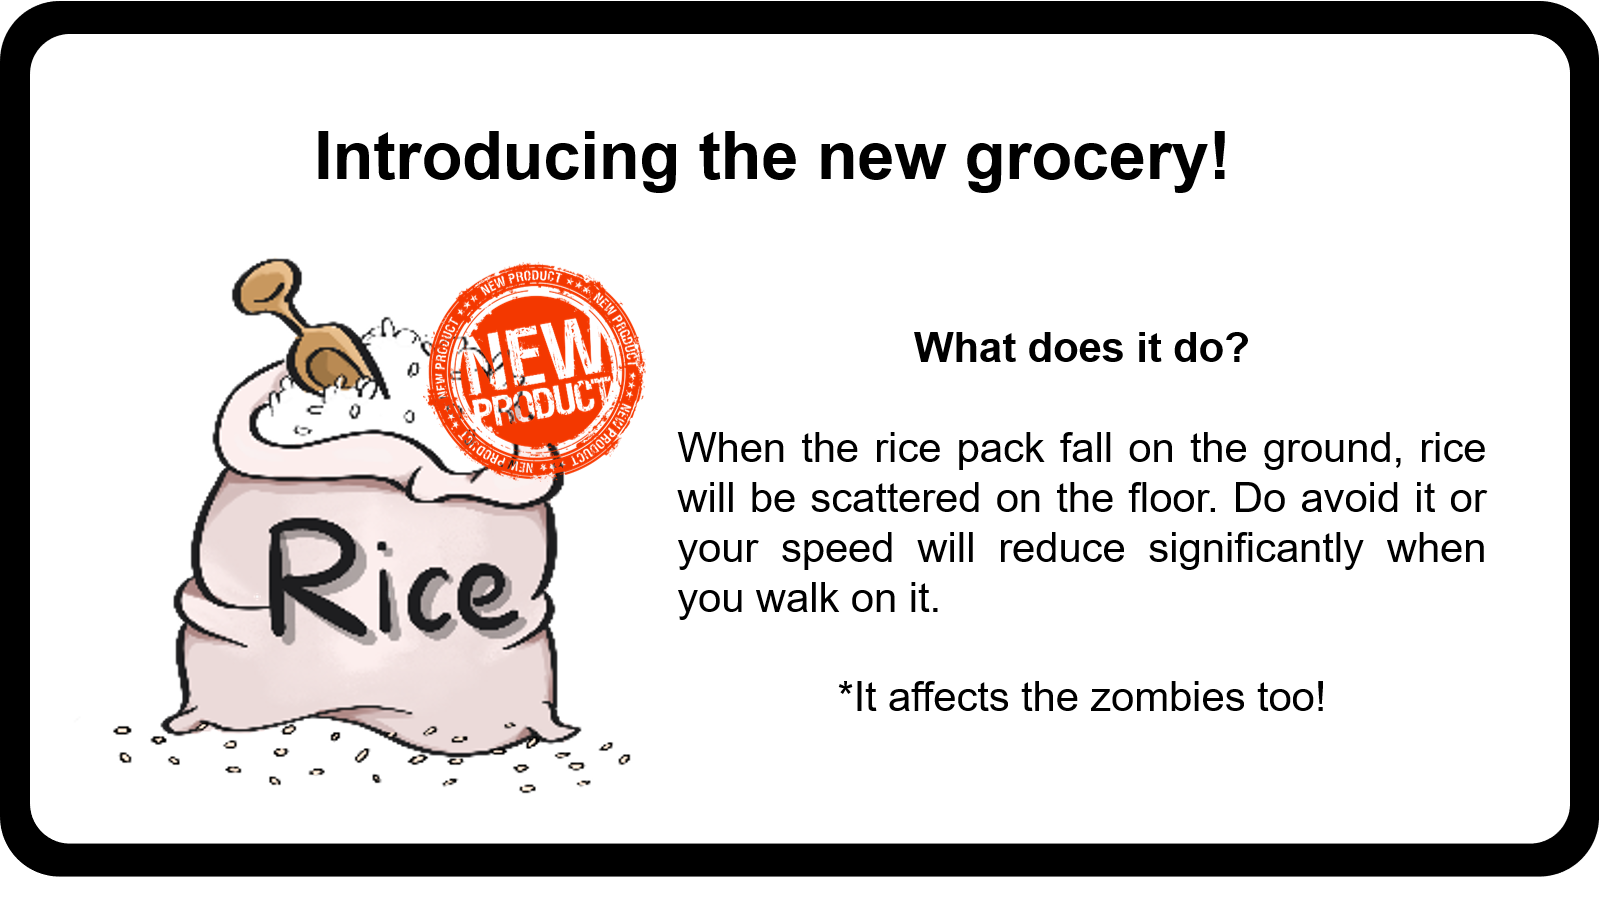 Introducing the new grocery!
NEW PRODUCT *** NEW PRODUCT *** NEW PRODUCT *** NEW PRODUCT *** NEW PRODUCT *** NEW PRODUCT
NEW
PRODUCT
Rice
What does it do?
When the rice pack fall on the ground, rice
will be scattered on the floor. Do avoid it or
your speed will reduce significantly when
you walk on it.
*It affects the zombies too!